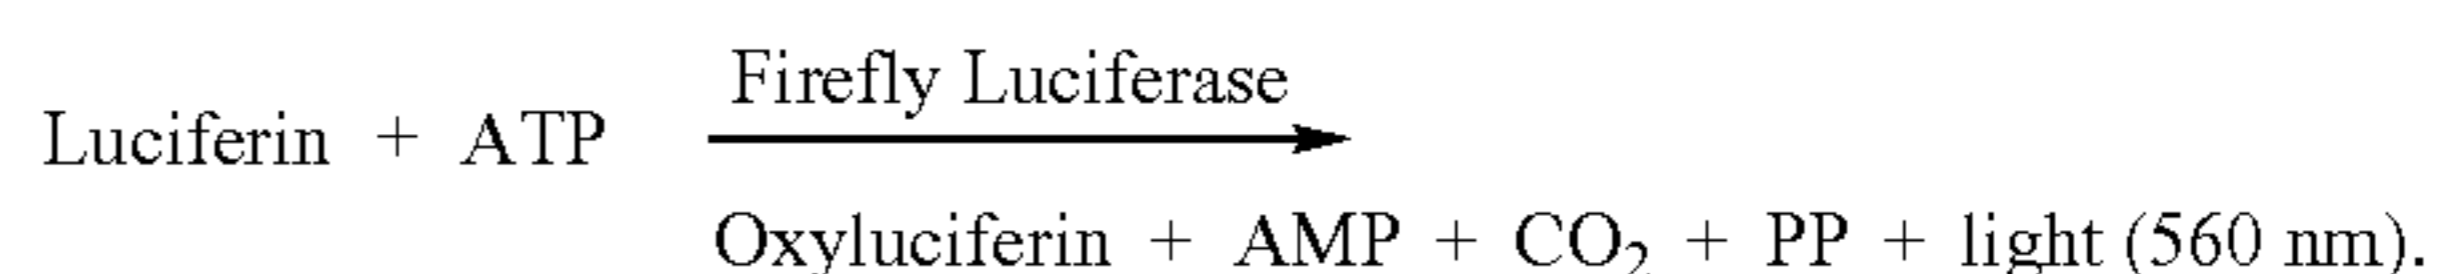 Firefly Luciferase
Luciferin + ATP
Oxyluciferin + AMP + CO₂ + PP + light (560 nm).